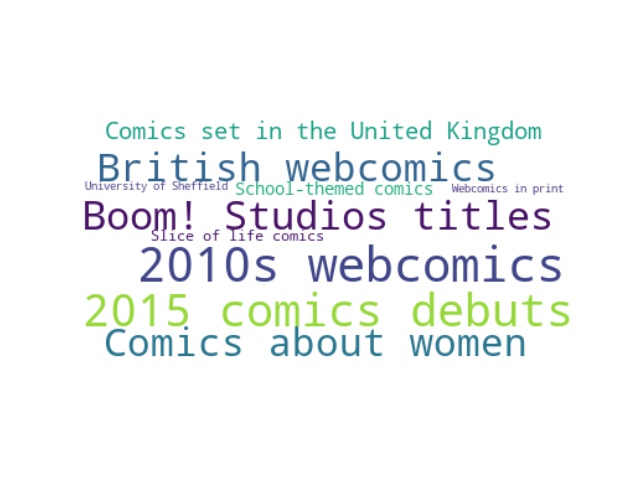 Comics set in the United Kingdom
British webcomics
University of Sheffield School-themed comics Webcomics in print
Boom! Studios titles
Slice of life comics
2010s webcomics
2015 comics debuts
Comics about women